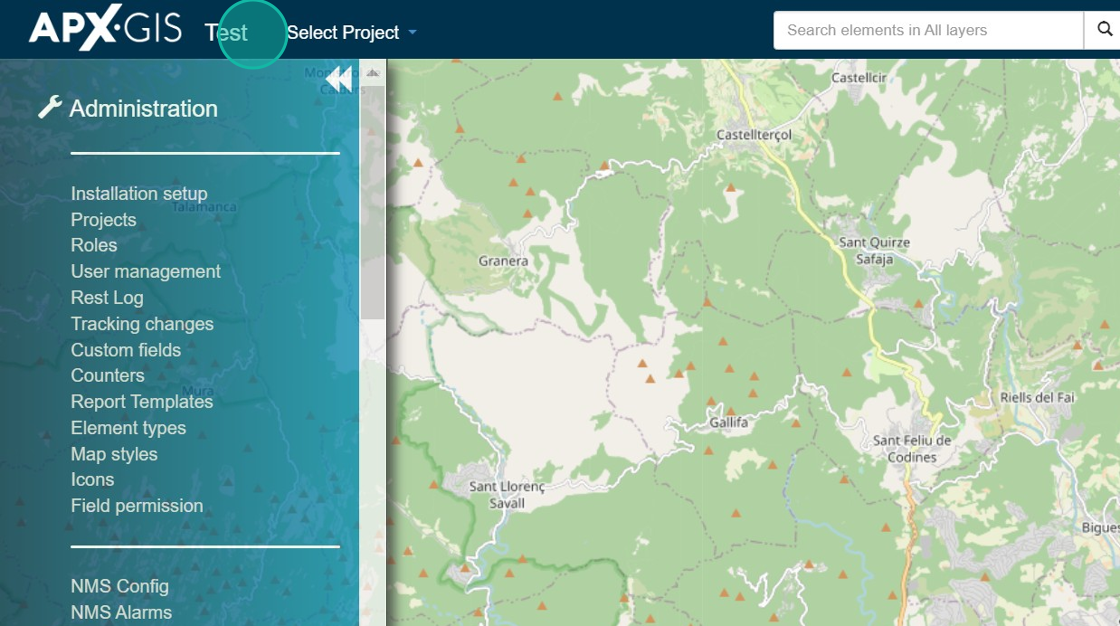 APX·GIS Test Select Project Search elements in All layers
Administration
Installation setup
Projects
Roles
User management
Rest Log
Tracking changes
Custom fields
Counters
Report Templates
Element types
Map styles
Icons
Field permission
NMS Config
NMS Alarms
Talamanca
Mura
Castellcir
Castellterçol
Granera
Sant Quirze
Safaja
Riells del Fai
Gallifa
Sant Feliu de
Codines
Sant Llorenç
Savall
Bigues